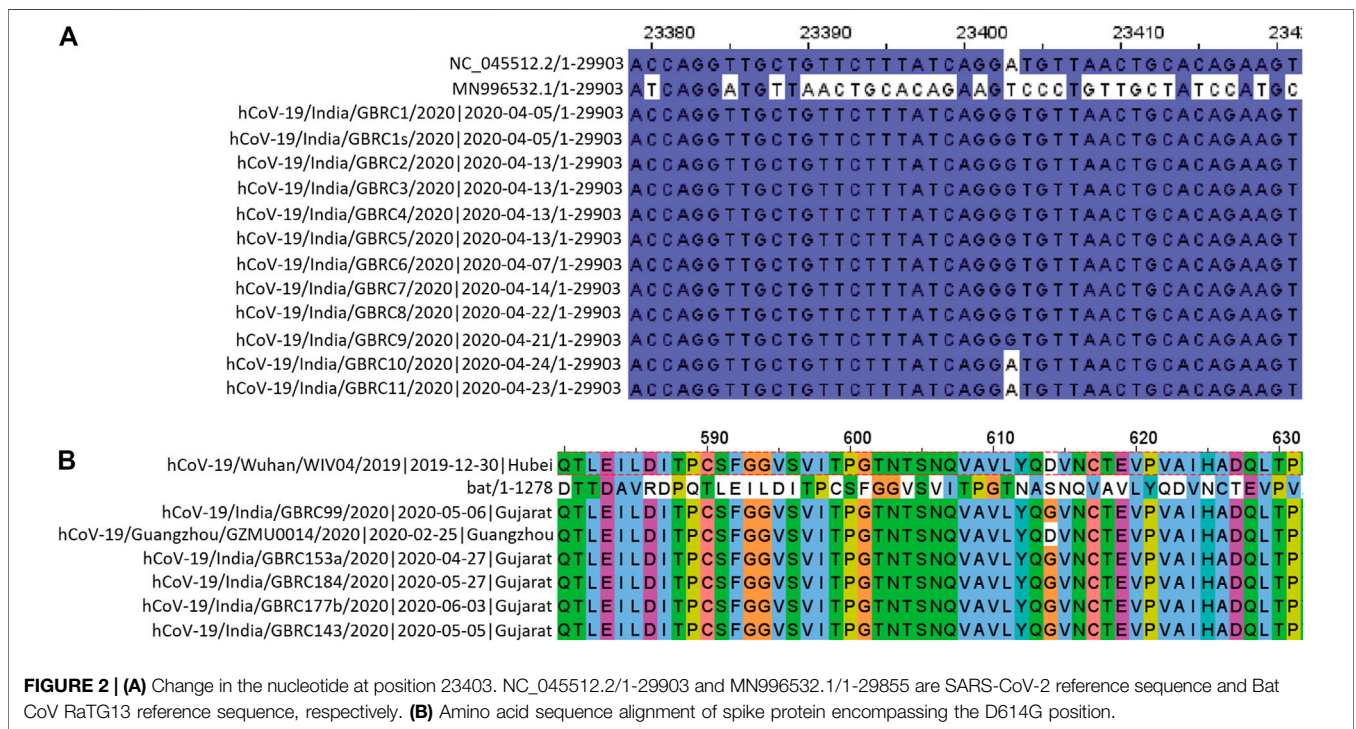 A
23380 23390 23400 23410 234
NC_045512.2/1-29903 ACCAGGTTGCTGTTCTTTATCAGGATGTTAACTGCACAGAAGT
MN996532.1/1-29903 ATCAGGATGTTAACTGCACAGAAGTCCCTGTTGCTATCCATGC
hCoV-19/India/GBRC1/2020|2020-04-05/1-29903 ACCAGGTTGCTGTTCTTTATCAGGGTGTTAACTGCACAGAAGT
hCoV-19/India/GBRC1s/2020|2020-04-05/1-29903 ACCAGGTTGCTGTTCTTTATCAGGGTGTTAACTGCACAGAAGT
hCoV-19/India/GBRC2/2020|2020-04-13/1-29903 ACCAGGTTGCTGTTCTTTATCAGGGTGTTAACTGCACAGAAGT
hCoV-19/India/GBRC3/2020|2020-04-13/1-29903 ACCAGGTTGCTGTTCTTTATCAGGGTGTTAACTGCACAGAAGT
hCoV-19/India/GBRC4/2020|2020-04-13/1-29903 ACCAGGTTGCTGTTCTTTATCAGGGTGTTAACTGCACAGAAGT
hCoV-19/India/GBRC5/2020|2020-04-13/1-29903 ACCAGGTTGCTGTTCTTTATCAGGGTGTTAACTGCACAGAAGT
hCoV-19/India/GBRC6/2020|2020-04-07/1-29903 ACCAGGTTGCTGTTCTTTATCAGGGTGTTAACTGCACAGAAGT
hCoV-19/India/GBRC7/2020|2020-04-14/1-29903 ACCAGGTTGCTGTTCTTTATCAGGGTGTTAACTGCACAGAAGT
hCoV-19/India/GBRC8/2020|2020-04-22/1-29903 ACCAGGTTGCTGTTCTTTATCAGGGTGTTAACTGCACAGAAGT
hCoV-19/India/GBRC9/2020|2020-04-21/1-29903 ACCAGGTTGCTGTTCTTTATCAGGGTGTTAACTGCACAGAAGT
hCoV-19/India/GBRC10/2020|2020-04-24/1-29903 ACCAGGTTGCTGTTCTTTATCAGGATGTTAACTGCACAGAAGT
hCoV-19/India/GBRC11/2020|2020-04-23/1-29903 ACCAGGTTGCTGTTCTTTATCAGGATGTTAACTGCACAGAAGT
B
590 600 610 620 630
hCoV-19/Wuhan/WIV04/2019|2019-12-30|Hubei QTLEILDITPCSFGGVSVITPGTNTSNQVAVLYQDVNCTEVPVAIHADQLTP
bat/1-1278 DTTDAVRDPQTLEILDITPCSFGGVSVITPGTNASNQVAVLYQDVNCTEVPV
hCoV-19/India/GBRC99/2020|2020-05-06|Gujarat QTLEILDITPCSFGGVSVITPGTNTSNQVAVLYQGVNCTEVPVAIHADQLTP
hCoV-19/Guangzhou/GZMU0014/2020|2020-02-25|Guangzhou QTLEILDITPCSFGGVSVITPGTNTSNQVAVLYQDVNCTEVPVAIHADQLTP
hCoV-19/India/GBRC153a/2020|2020-04-27|Gujarat QTLEILDITPCSFGGVSVITPGTNTSNQVAVLYQGVNCTEVPVAIHADQLTP
hCoV-19/India/GBRC184/2020|2020-05-27|Gujarat QTLEILDITPCSFGGVSVITPGTNTSNQVAVLYQGVNCTEVPVAIHADQLTP
hCoV-19/India/GBRC177b/2020|2020-06-03|Gujarat QTLEILDITPCSFGGVSVITPGTNTSNQVAVLYQGVNCTEVPVAIHADQLTP
hCoV-19/India/GBRC143/2020|2020-05-05|Gujarat QTLEILDITPCSFGGVSVITPGTNTSNQVAVLYQGVNCTEVPVAIHADQLTP
FIGURE 2 | (A) Change in the nucleotide at position 23403. NC_045512.2/1-29903 and MN996532.1/1-29855 are SARS-CoV-2 reference sequence and Bat
CoV RaTG13 reference sequence, respectively. (B) Amino acid sequence alignment of spike protein encompassing the D614G position.